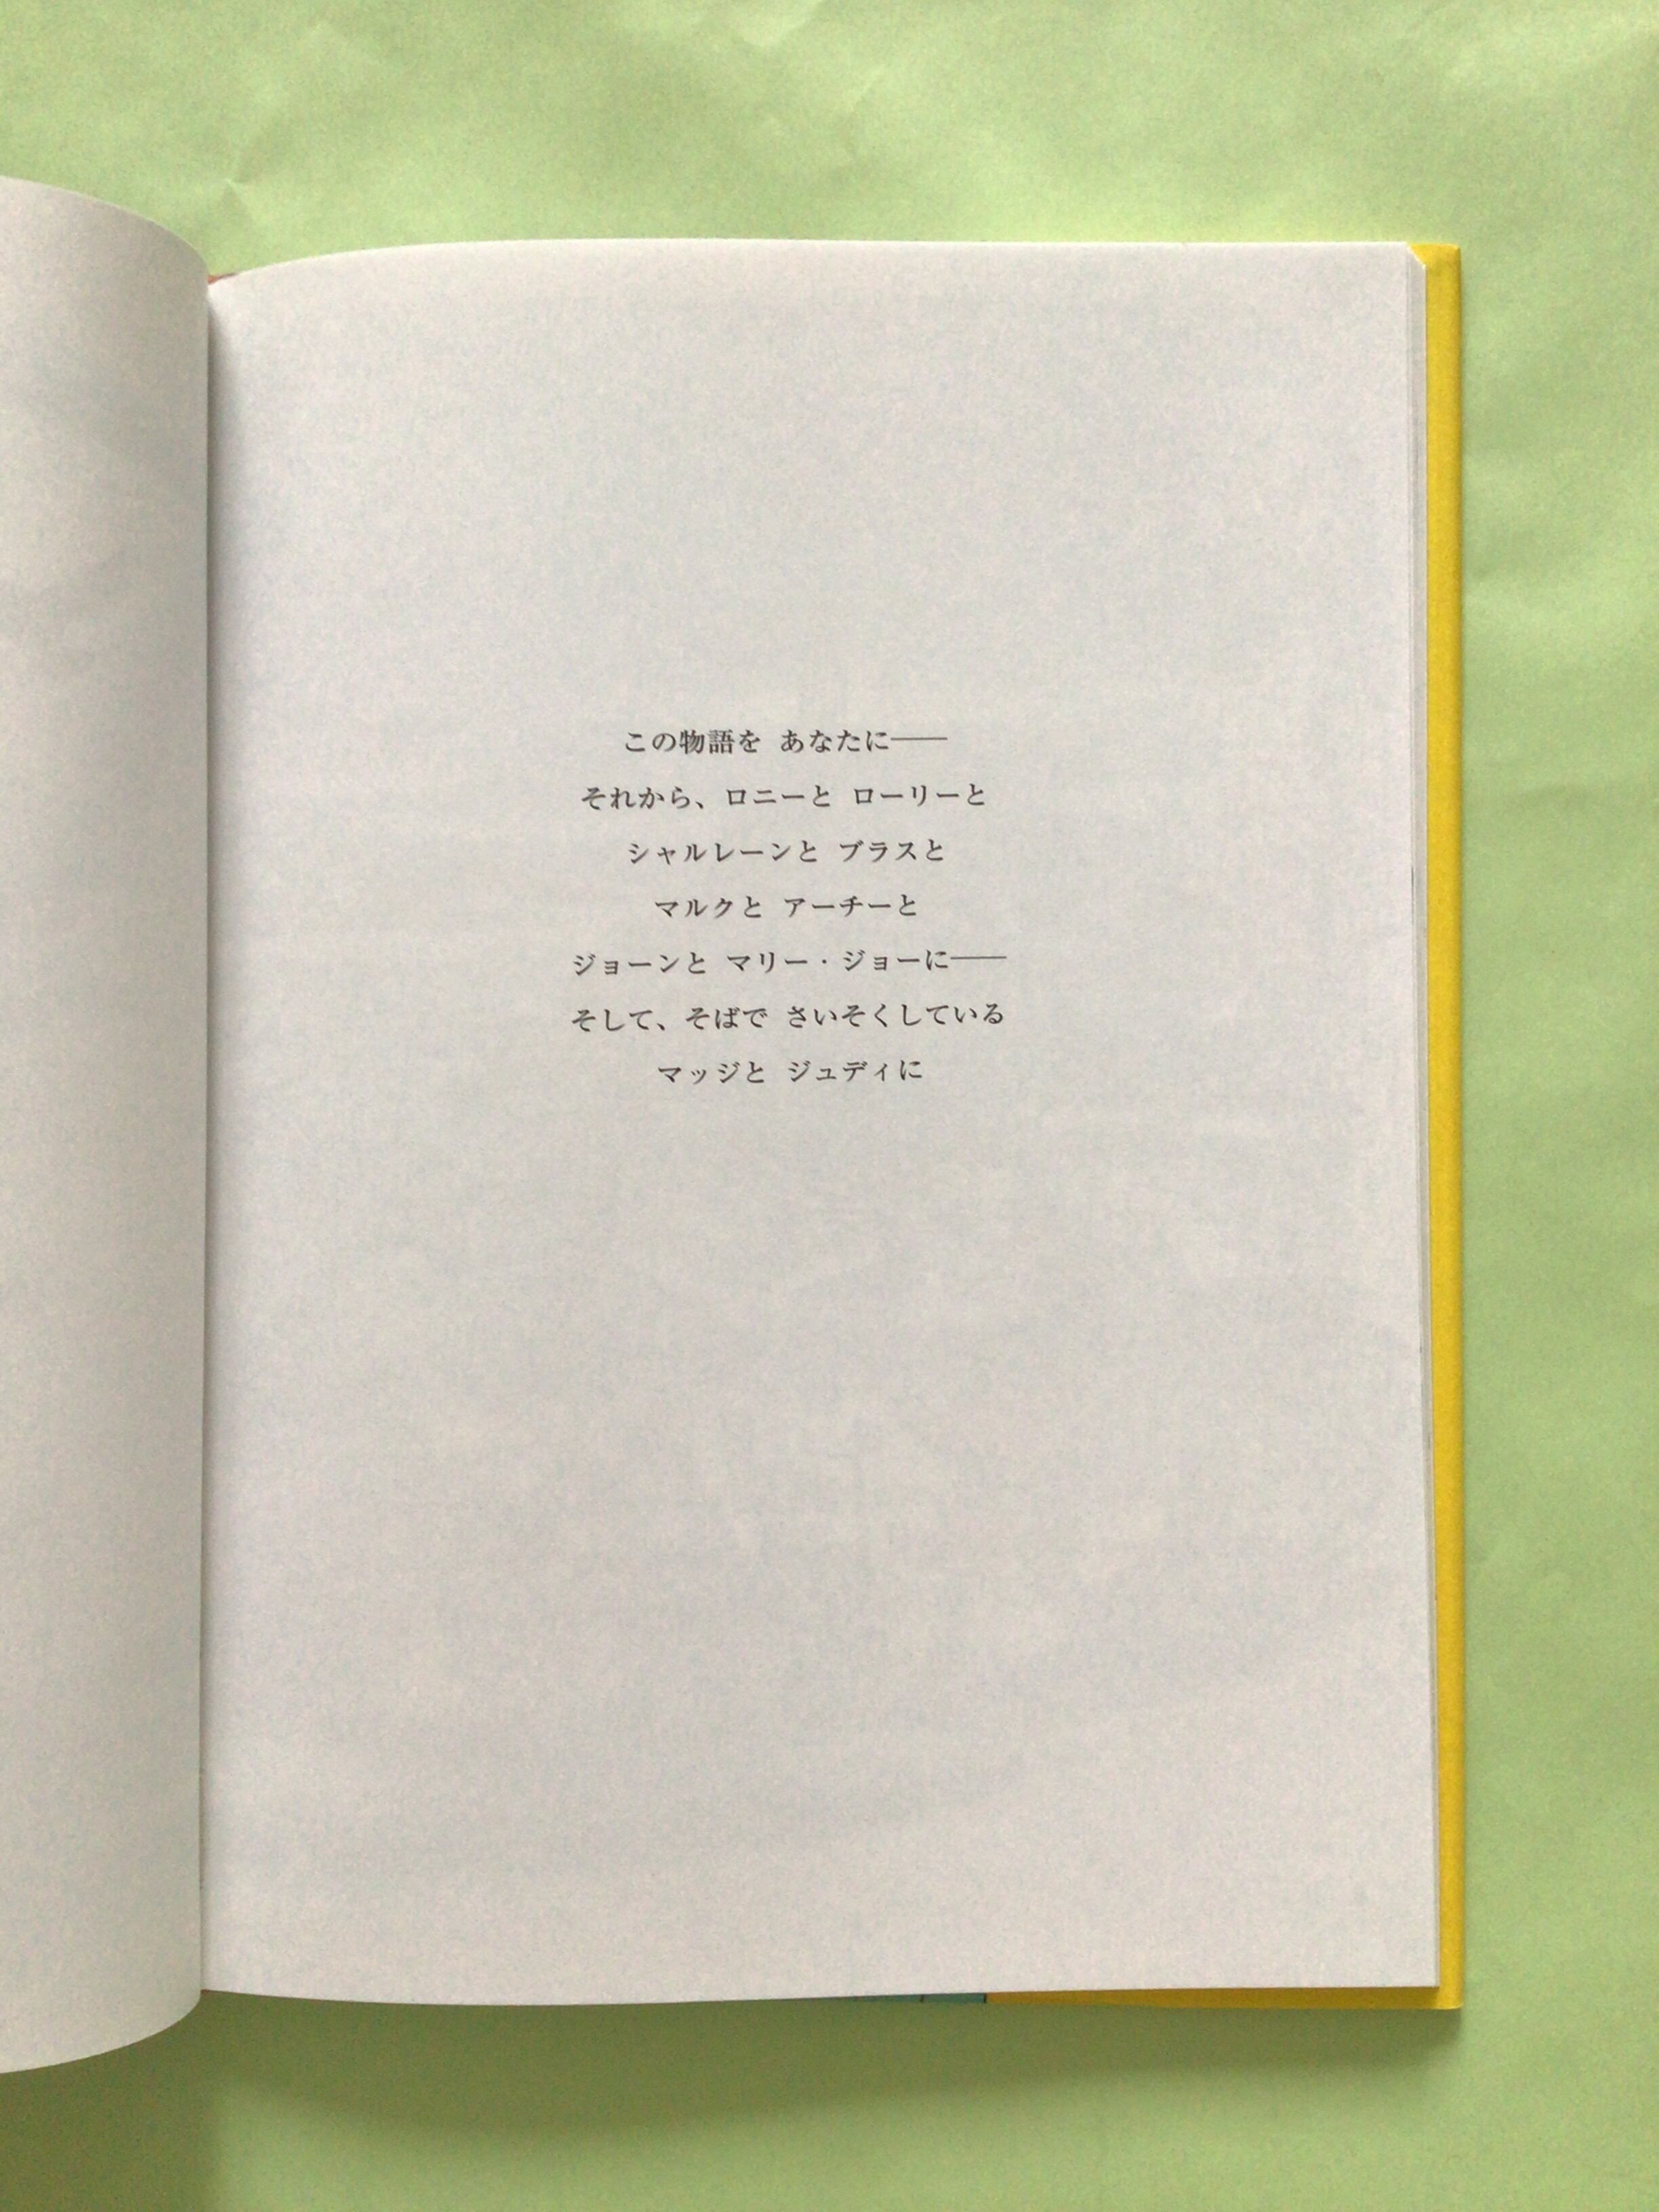 この物語を あなたに──
それから、ロニーと ローリーと
シャルレーンと ブラスと
マルクと アーチーと
ジョーンと マリー・ジョーに──
そして、そばで さいそくしている
マッジと ジュディに